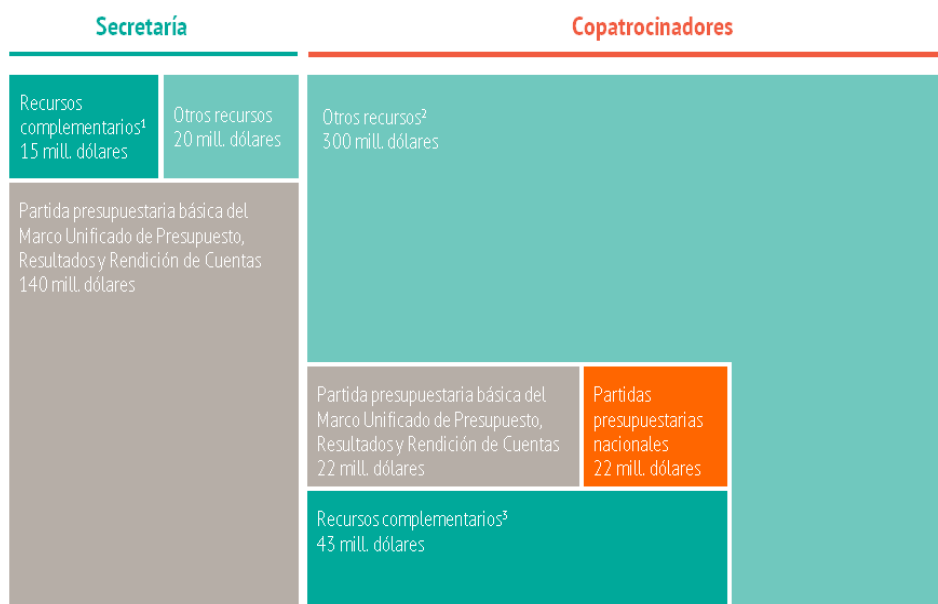 Secretaría
Copatrocinadores
Recursos
complementarios¹
15 mill. dólares
Otros recursos
20 mill. dólares
Otros recursos²
300 mill. dólares
Partida presupuestaria básica del
Marco Unificado de Presupuesto,
Resultados y Rendición de Cuentas
140 mill. dólares
Partida presupuestaria básica del
Marco Unificado de Presupuesto,
Resultados y Rendición de Cuentas
22 mill. dólares
Partidas
presupuestarias
nacionales
22 mill. dólares
Recursos complementarios³
43 mill. dólares